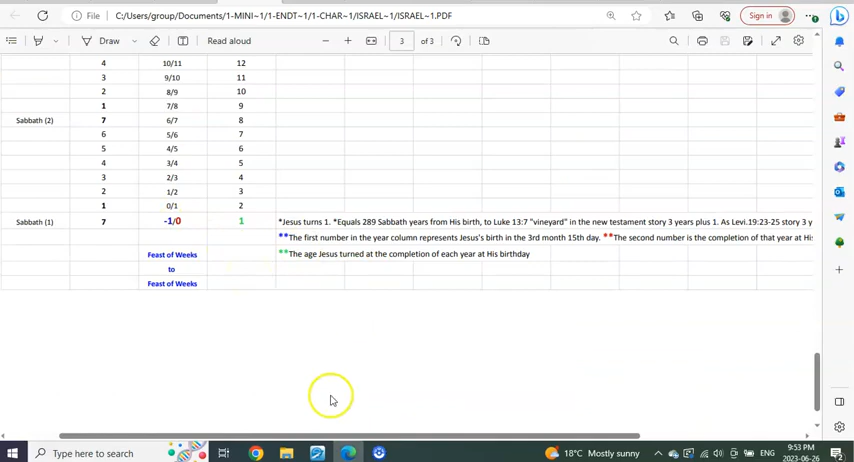 File C:/Users/group/Documents/1-MINI~1/1-ENDT~1/1-CHAR~1/ISRAEL~1/ISRAEL~1.PDF Sign in
Draw Read aloud 3 of 3
4 10/11 12
3 9/10 11
2 8/9 10
1 7/8 9
Sabbath (2) 7 6/7 8
6 5/6 7
5 4/5 6
4 3/4 5
3 2/3 4
2 1/2 3
1 0/1 2
Sabbath (1) 7 -1/0 1 *Jesus turns 1. *Equals 289 Sabbath years from His birth, to Luke 13:7 "vineyard" in the new testament story 3 years plus 1. As Levi.19:23-25 story 3 y
**The first number in the year column represents Jesus's birth in the 3rd month 15th day. **The second number is the completion of that year at His
Feast of Weeks **The age Jesus turned at the completion of each year at His birthday
to
Feast of Weeks
Type here to search 18°C Mostly sunny ENG 9:53 PM
2023-06-26 2